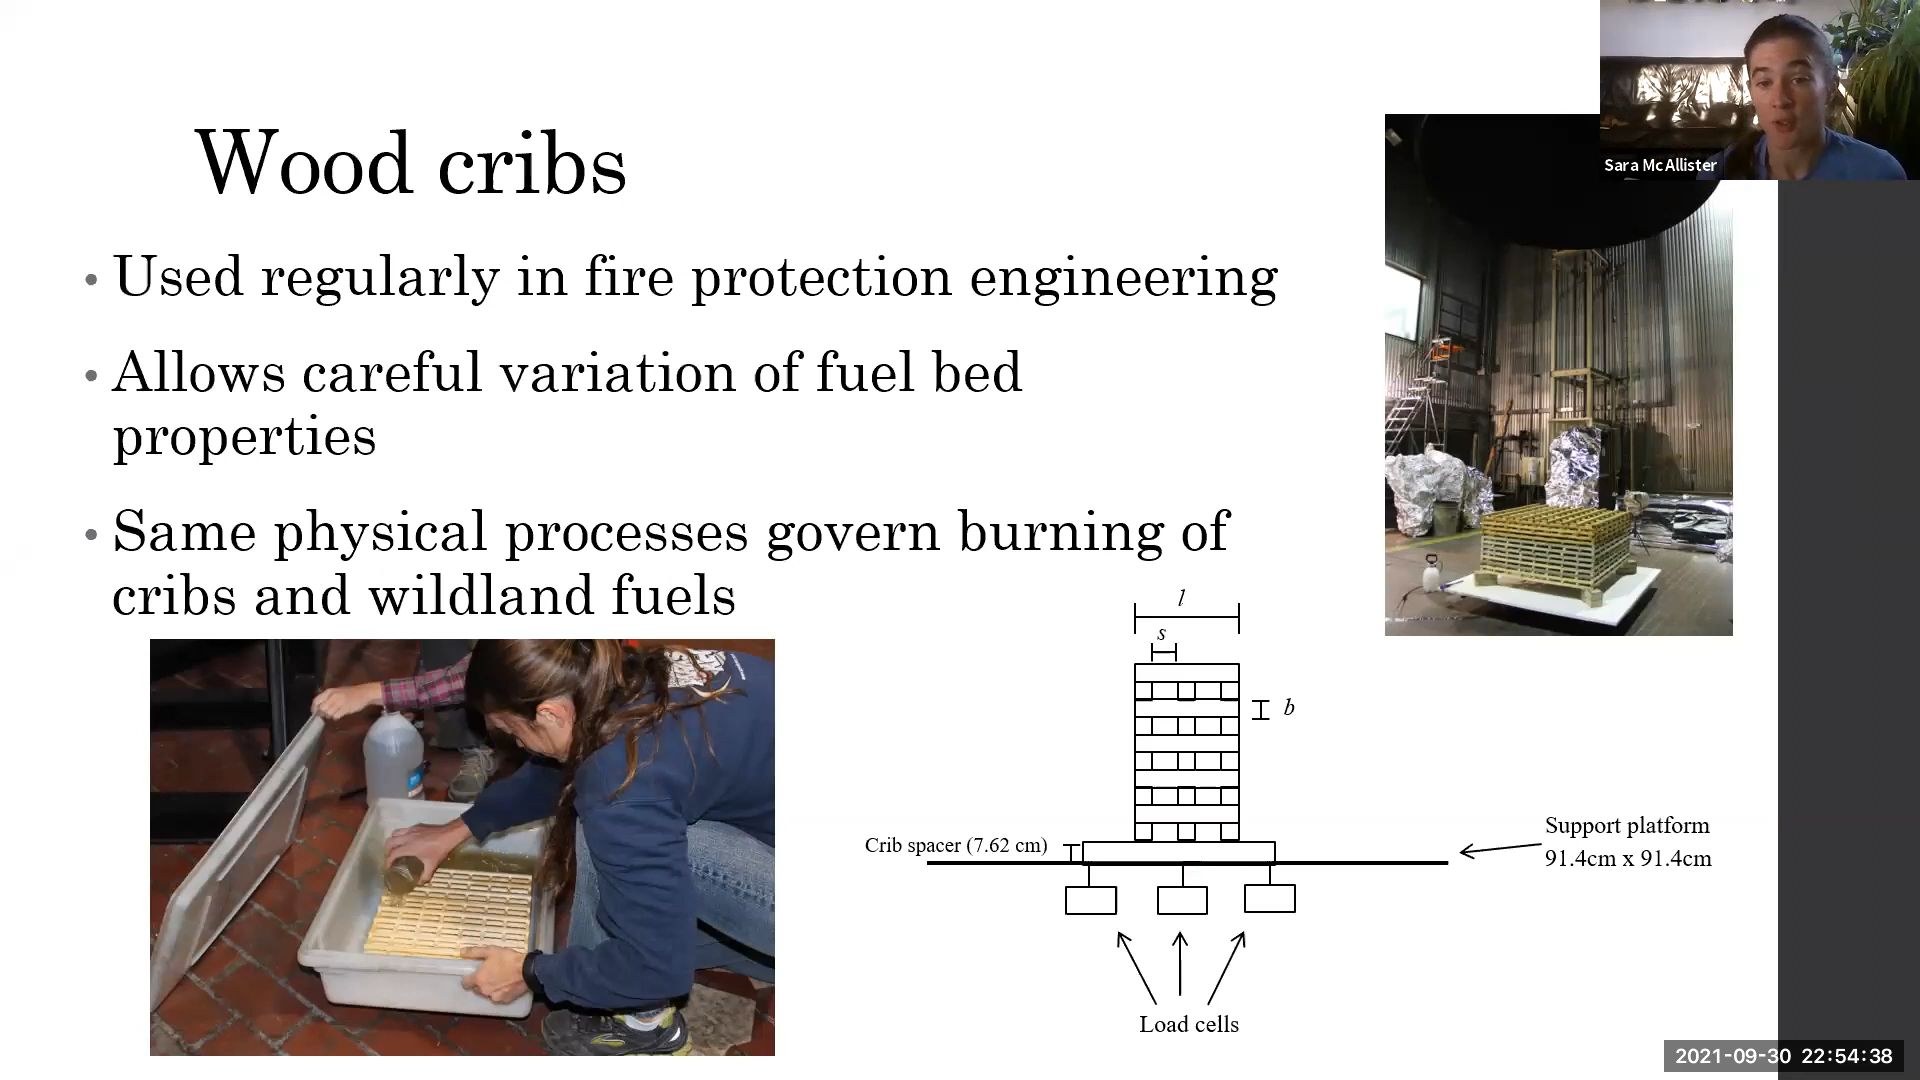 Sara McAllister
Wood cribs
• Used regularly in fire protection engineering
• Allows careful variation of fuel bed
properties
• Same physical processes govern burning of
cribs and wildland fuels
l
s
b
Crib spacer (7.62 cm)
Support platform
91.4cm x 91.4cm
Load cells
2021-09-30 22:54:38